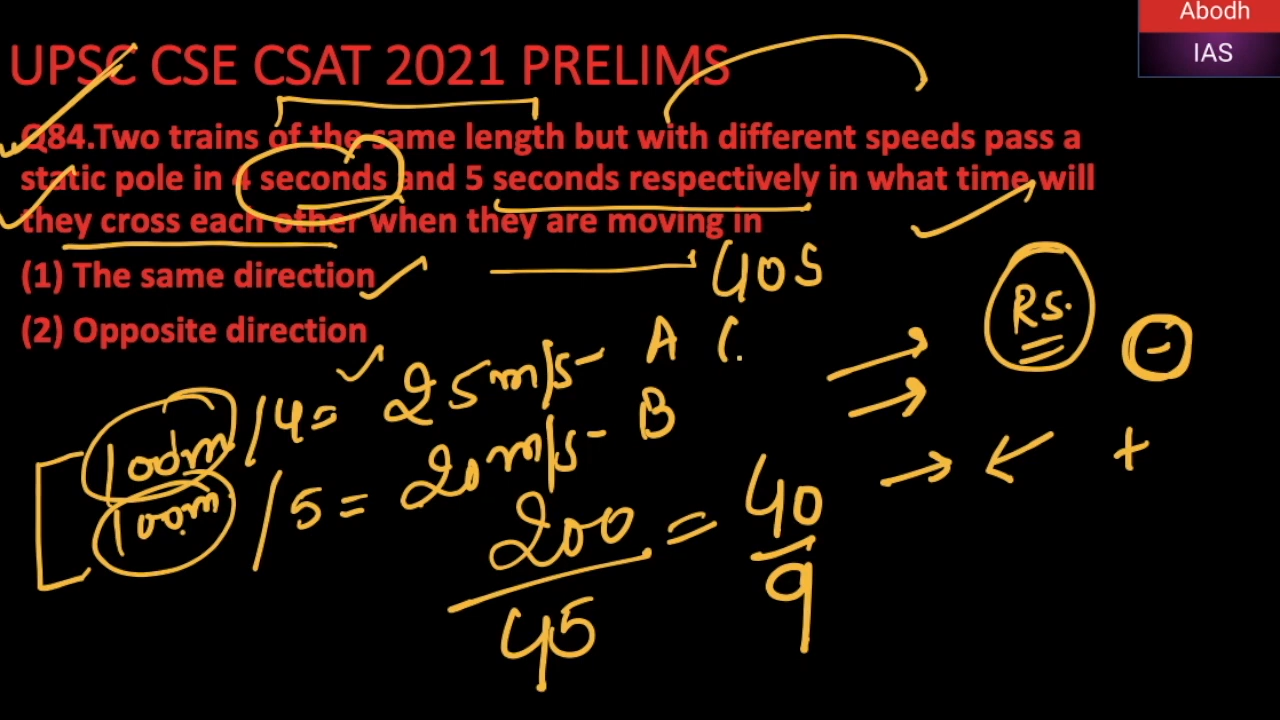 Abodh
IAS
UPSC CSE CSAT 2021 PRELIMS
Q84.Two trains of the same length but with different speeds pass a
static pole in 4 seconds and 5 seconds respectively in what time will
they cross each other when they are moving in
(1) The same direction
40S
(2) Opposite direction
RS.
-
100m/4= 25m/s- A (.
100m/5= 20m/s- B
+
200/45 = 40/9